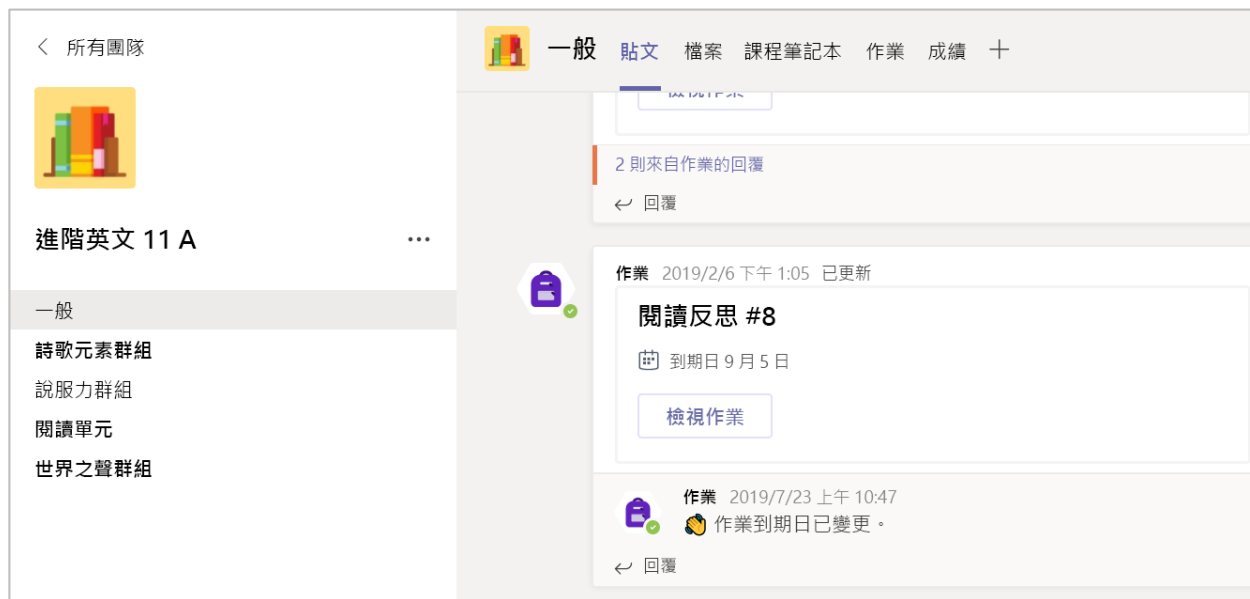 所有團隊
進階英文 11 A
...
一般
詩歌元素群組
說服力群組
閱讀單元
世界之聲群組
一般 貼文 檔案 課程筆記本 作業 成績 +
檢視作業
2 則來自作業的回覆
回覆
作業 2019/2/6 下午 1:05 已更新
閱讀反思 #8
到期日 9 月 5 日
檢視作業
作業 2019/7/23 上午 10:47
作業到期日已變更。
回覆